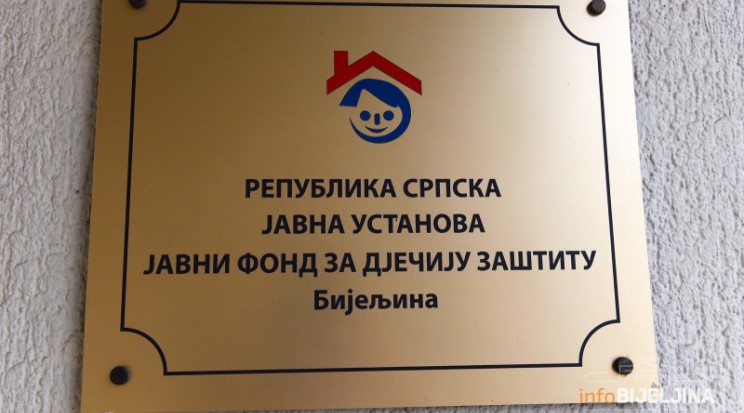 РЕПУБЛИКА СРПСКА
ЈАВНА УСТАНОВА
ЈАВНИ ФОНД ЗА ДЈЕЧИЈУ ЗАШТИТУ
Бијељина
infoBIJELJINA